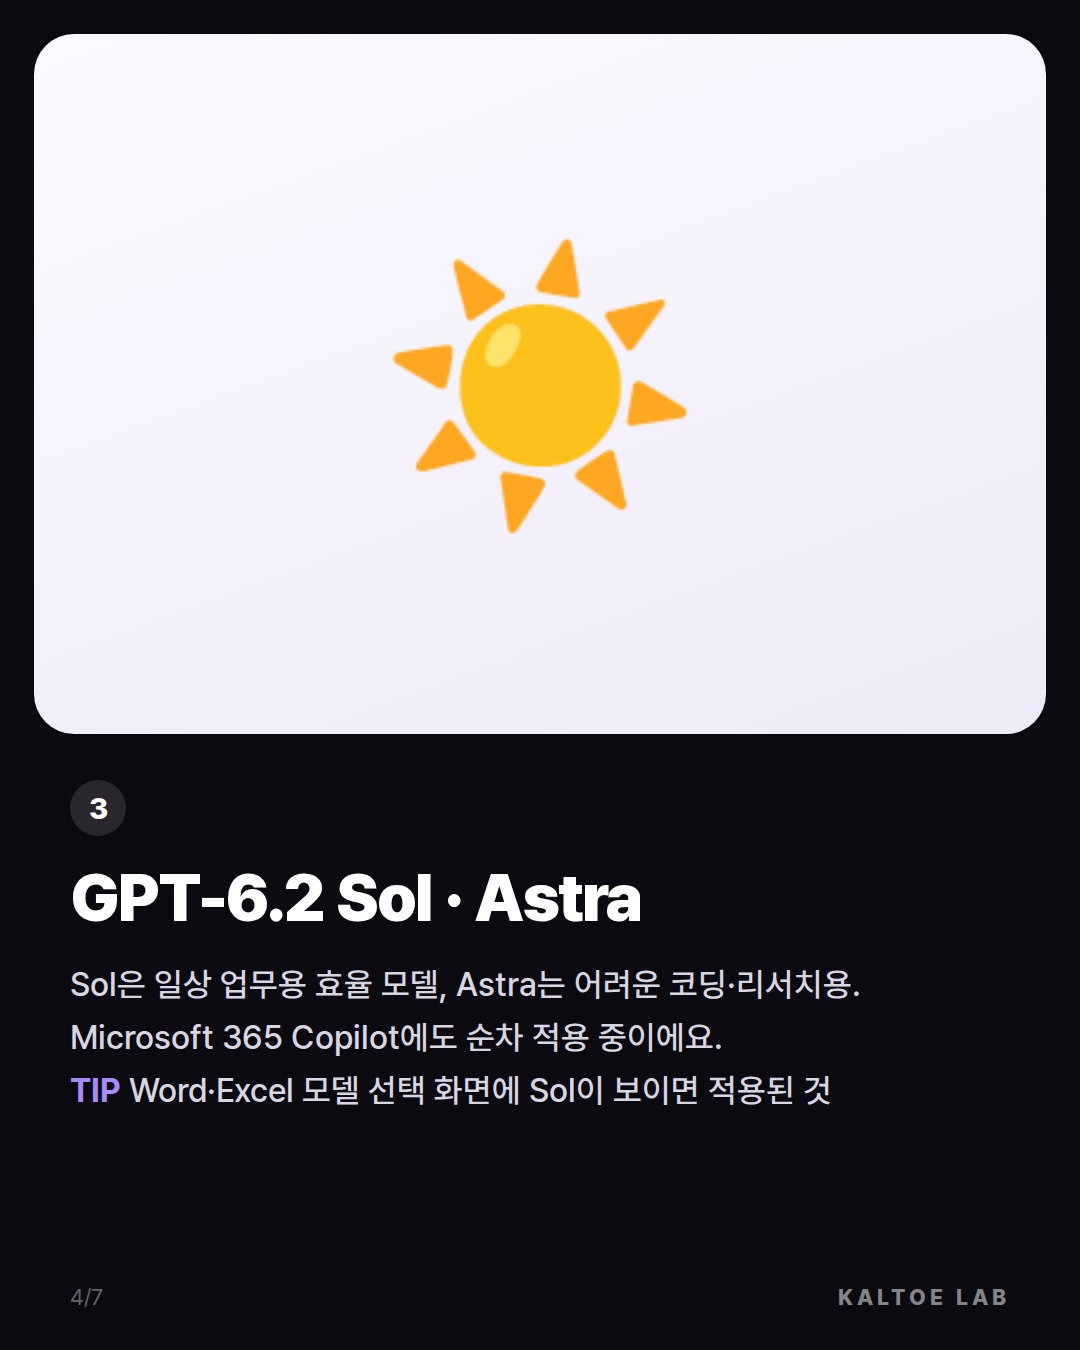 3
GPT-6.2 Sol · Astra
Sol은 일상 업무용 효율 모델, Astra는 어려운 코딩·리서치용.
Microsoft 365 Copilot에도 순차 적용 중이에요.
TIP Word·Excel 모델 선택 화면에 Sol이 보이면 적용된 것
4/7
KALTOE LAB